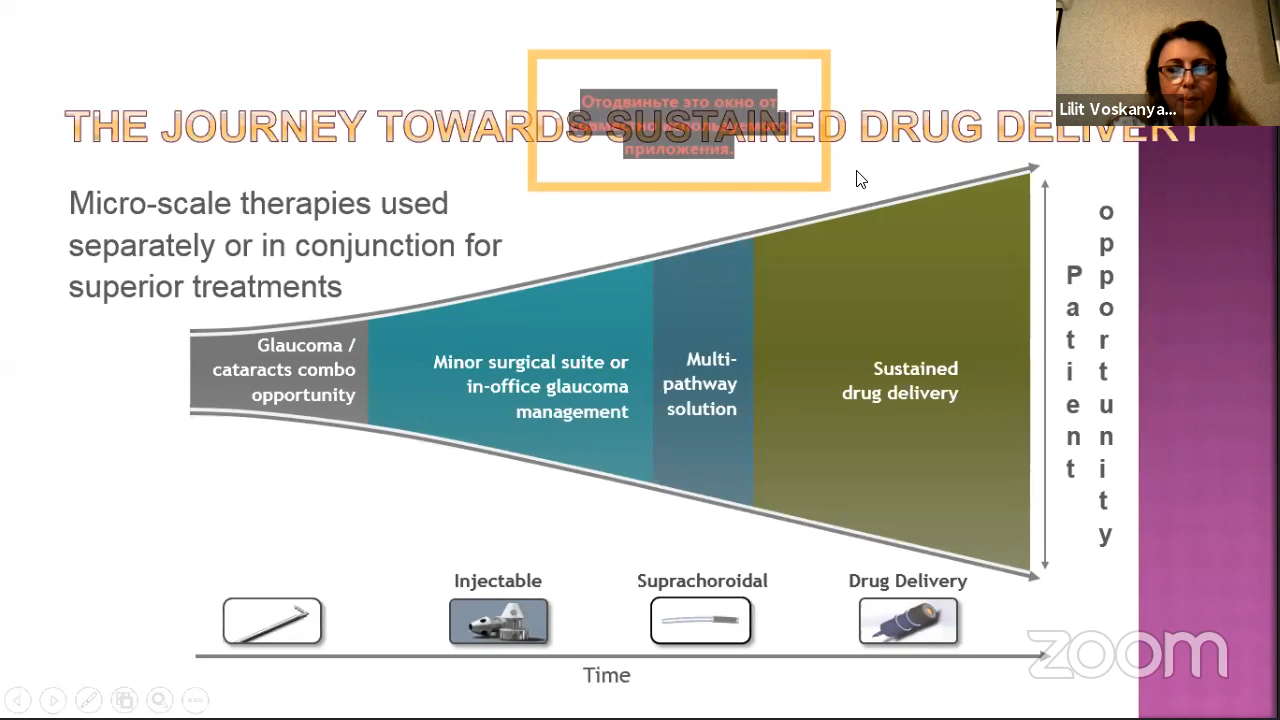 Lilit Voskanya...
Отодвиньте это окно от
приложения.
THE JOURNEY TOWARDS SUSTAINED DRUG DELIVERY
Micro-scale therapies used
separately or in conjunction for
superior treatments
Glaucoma /
cataracts combo
opportunity
Minor surgical suite or
in-office glaucoma
management
Multi-
pathway
solution
Sustained
drug delivery
Patient
opportunity
Injectable
Suprachoroidal
Drug Delivery
Time
zoom